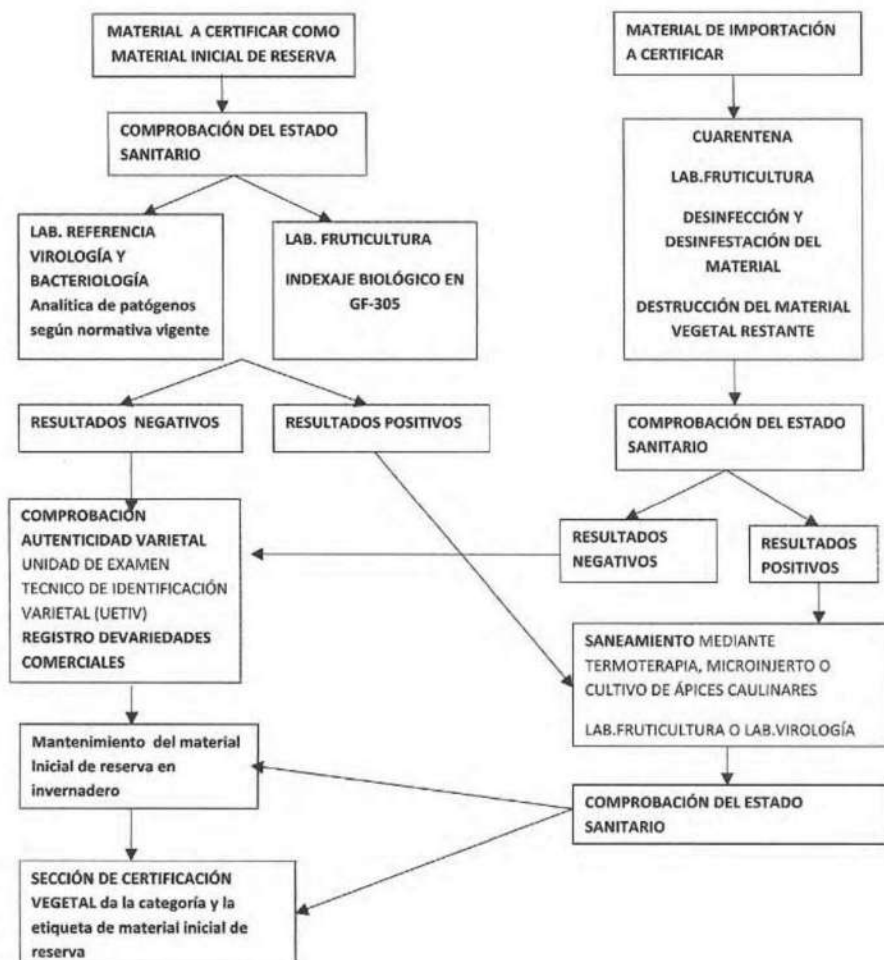 MATERIAL A CERTIFICAR COMO
MATERIAL INICIAL DE RESERVA
COMPROBACIÓN DEL ESTADO
SANITARIO
LAB. REFERENCIA
VIROLOGÍA Y
BACTERIOLOGÍA
Analítica de patógenos
según normativa vigente
LAB. FRUTICULTURA
INDEXAJE BIOLÓGICO EN
GF-305
RESULTADOS NEGATIVOS
RESULTADOS POSITIVOS
COMPROBACIÓN
AUTENTICIDAD VARIETAL
UNIDAD DE EXAMEN
TECNICO DE IDENTIFICACIÓN
VARIETAL (UETIV)
REGISTRO DEVARIEDADES
COMERCIALES
Mantenimiento del material
Inicial de reserva en
invernadero
SECCIÓN DE CERTIFICACIÓN
VEGETAL da la categoría y la
etiqueta de material inicial de
reserva
MATERIAL DE IMPORTACIÓN
A CERTIFICAR
CUARENTENA
LAB.FRUTICULTURA
DESINFECCIÓN Y
DESINFESTACIÓN DEL
MATERIAL
DESTRUCCIÓN DEL MATERIAL
VEGETAL RESTANTE
COMPROBACIÓN DEL ESTADO
SANITARIO
RESULTADOS
NEGATIVOS
RESULTADOS
POSITIVOS
SANEAMIENTO MEDIANTE
TERMOTERAPIA, MICROINJERTO O
CULTIVO DE ÁPICES CAULINARES
LAB.FRUTICULTURA O LAB.VIROLOGÍA
COMPROBACIÓN DEL ESTADO
SANITARIO